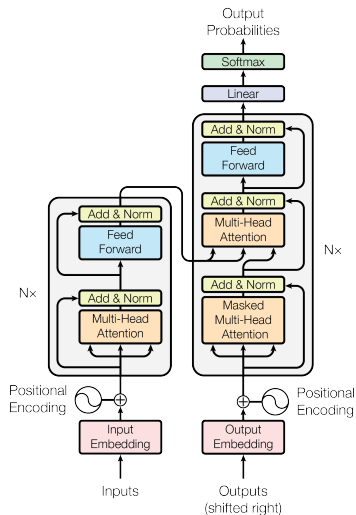 Output
Probabilities
Softmax
Linear
Add & Norm
Feed
Forward
Add & Norm
Multi-Head
Attention
Add & Norm
Masked
Multi-Head
Attention
N×
Add & Norm
Feed
Forward
Add & Norm
Multi-Head
Attention
N×
Positional
Encoding
Positional
Encoding
Input
Embedding
Output
Embedding
Inputs
Outputs
(shifted right)